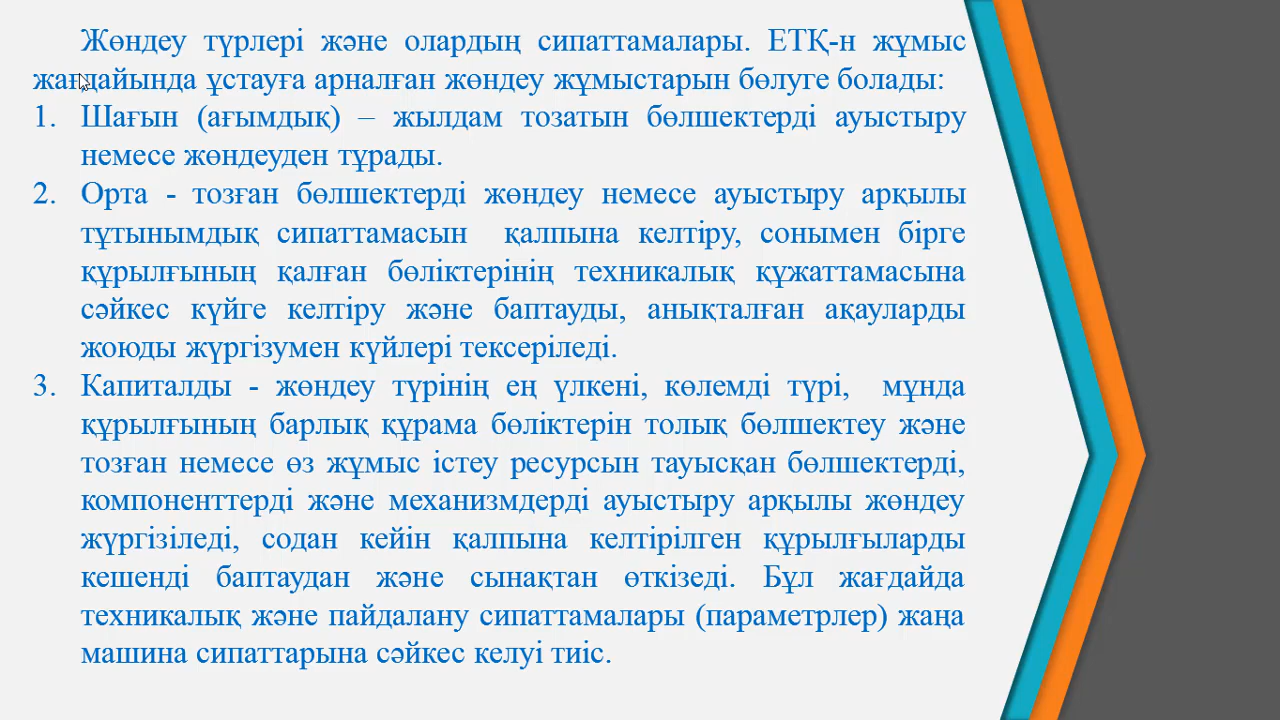 Жөндеу түрлері және олардың сипаттамалары. ЕТҚ-н жұмыс
жағдайында ұстауға арналған жөндеу жұмыстарын бөлуге болады:
1. Шағын (ағымдық) – жылдам тозатын бөлшектерді ауыстыру
немесе жөндеуден тұрады.
2. Орта - тозған бөлшектерді жөндеу немесе ауыстыру арқылы
тұтынымдық сипаттамасын қалпына келтіру, сонымен бірге
құрылғының қалған бөліктерінің техникалық құжаттамасына
сәйкес күйге келтіру және баптауды, анықталған ақауларды
жоюды жүргізумен күйлері тексеріледі.
3. Капиталды - жөндеу түрінің ең үлкені, көлемді түрі, мұнда
құрылғының барлық құрама бөліктерін толық бөлшектеу және
тозған немесе өз жұмыс істеу ресурсын тауысқан бөлшектерді,
компоненттерді және механизмдерді ауыстыру арқылы жөндеу
жүргізіледі, содан кейін қалпына келтірілген құрылғыларды
кешенді баптаудан және сынақтан өткізеді. Бұл жағдайда
техникалық және пайдалану сипаттамалары (параметрлер) жаңа
машина сипаттарына сәйкес келуі тиіс.